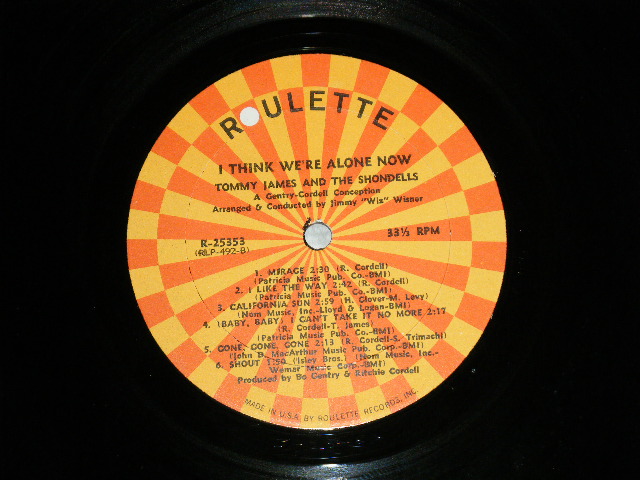 ROULETTE
I THINK WE'RE ALONE NOW
TOMMY JAMES AND THE SHONDELLS
A Gentry-Cordell Conception
Arranged & Conducted by Jimmy "Wiz" Wisner
R-25353
(RLP-492-B)
33⅓ RPM
1. MIRAGE 2:30 (R. Cordell)
(Patricia Music Pub. Co.-BMI)
2. I LIKE THE WAY 2:42 (R. Cordell)
(Patricia Music Pub. Co.-BMI)
3. CALIFORNIA SUN 2:59 (H. Glover-M. Levy)
(Nom Music, Inc.-Lloyd & Logan-BMI)
4. (BABY, BABY) I CAN'T TAKE IT NO MORE 2:17
(R. Cordell-T. James)
(Patricia Music Pub. Co.-BMI)
5. GONE, GONE, GONE 2:13 (R. Cordell-S. Trimachi)
(John D. MacArthur Music Pub. Corp.-BMI)
6. SHOUT 1:50 (Isley Bros.) (Nom Music, Inc.-
Wemar Music Corp.-BMI)
Produced by Bo Gentry & Ritchie Cordell
MADE IN U.S.A. BY ROULETTE RECORDS, INC.